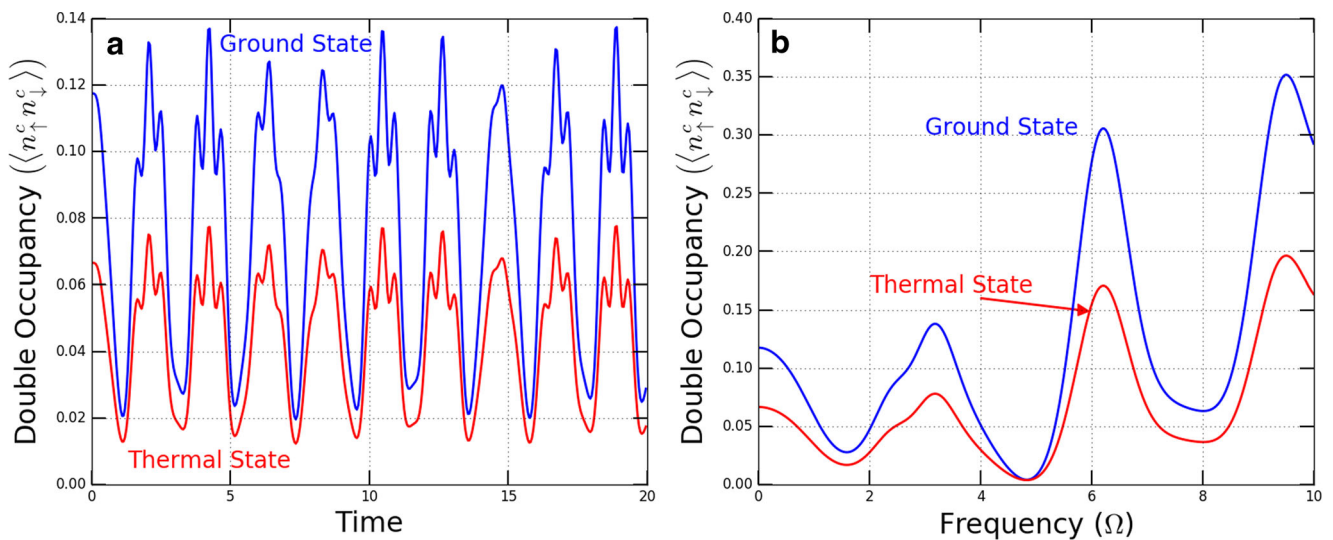 a
Ground State
Thermal State
Double Occupancy (⟨n↑ᶜ n↓ᶜ⟩)
0.14
0.12
0.10
0.08
0.06
0.04
0.02
0.00
0
5
10
15
20
Time
b
Ground State
Thermal State
Double Occupancy (⟨n↑ᶜ n↓ᶜ⟩)
0.40
0.35
0.30
0.25
0.20
0.15
0.10
0.05
0.00
0
2
4
6
8
10
Frequency (Ω)